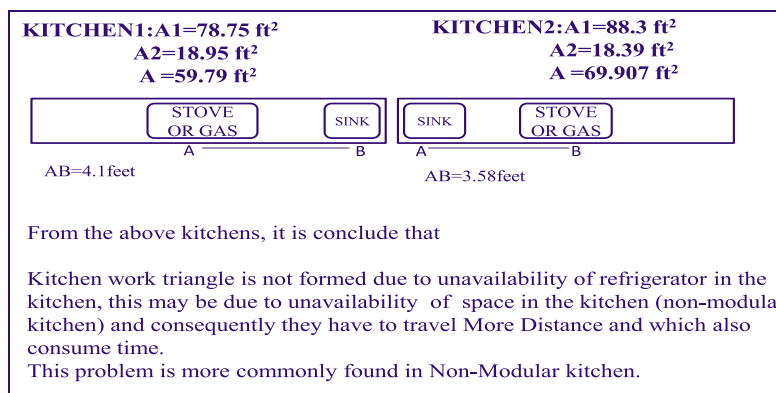 KITCHEN1:A1=78.75 ft²
A2=18.95 ft²
A =59.79 ft²
KITCHEN2:A1=88.3 ft²
A2=18.39 ft²
A =69.907 ft²
STOVE
OR GAS
SINK
A
B
AB=4.1feet
SINK
STOVE
OR GAS
A
B
AB=3.58feet
From the above kitchens, it is conclude that
Kitchen work triangle is not formed due to unavailability of refrigerator in the
kitchen, this may be due to unavailability of space in the kitchen (non-modula
kitchen) and consequently they have to travel More Distance and which also
consume time.
This problem is more commonly found in Non-Modular kitchen.